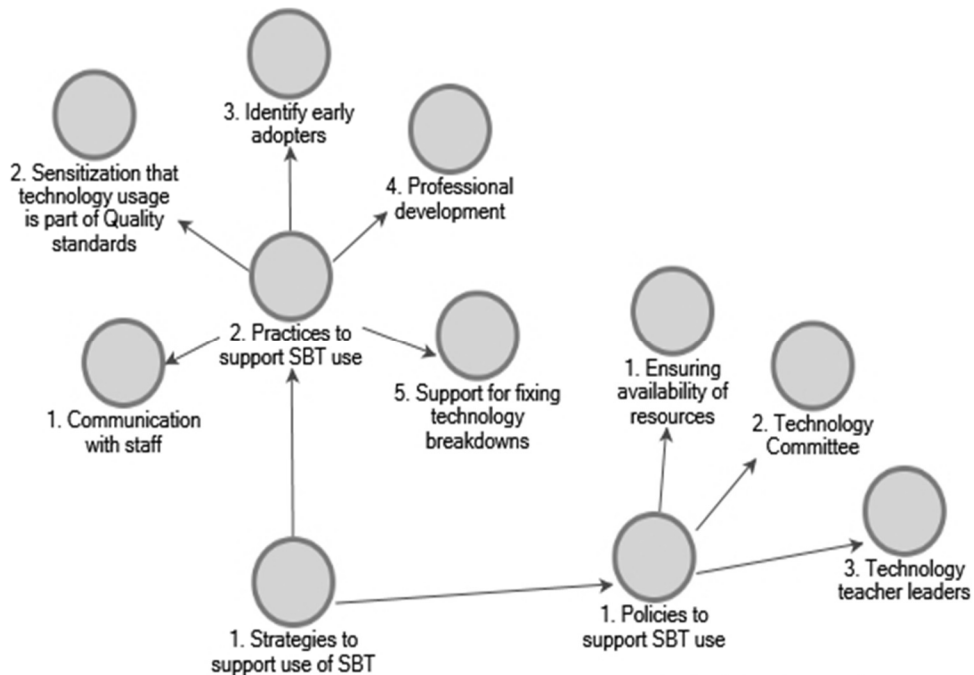 3. Identify early
adopters
2. Sensitization that
technology usage
is part of Quality
standards
4. Professional
development
2. Practices to
support SBT use
1. Communication
with staff
5. Support for fixing
technology
breakdowns
1. Ensuring
availability of
resources
2. Technology
Committee
3. Technology
teacher leaders
1. Strategies to
support use of SBT
1. Policies to
support SBT use